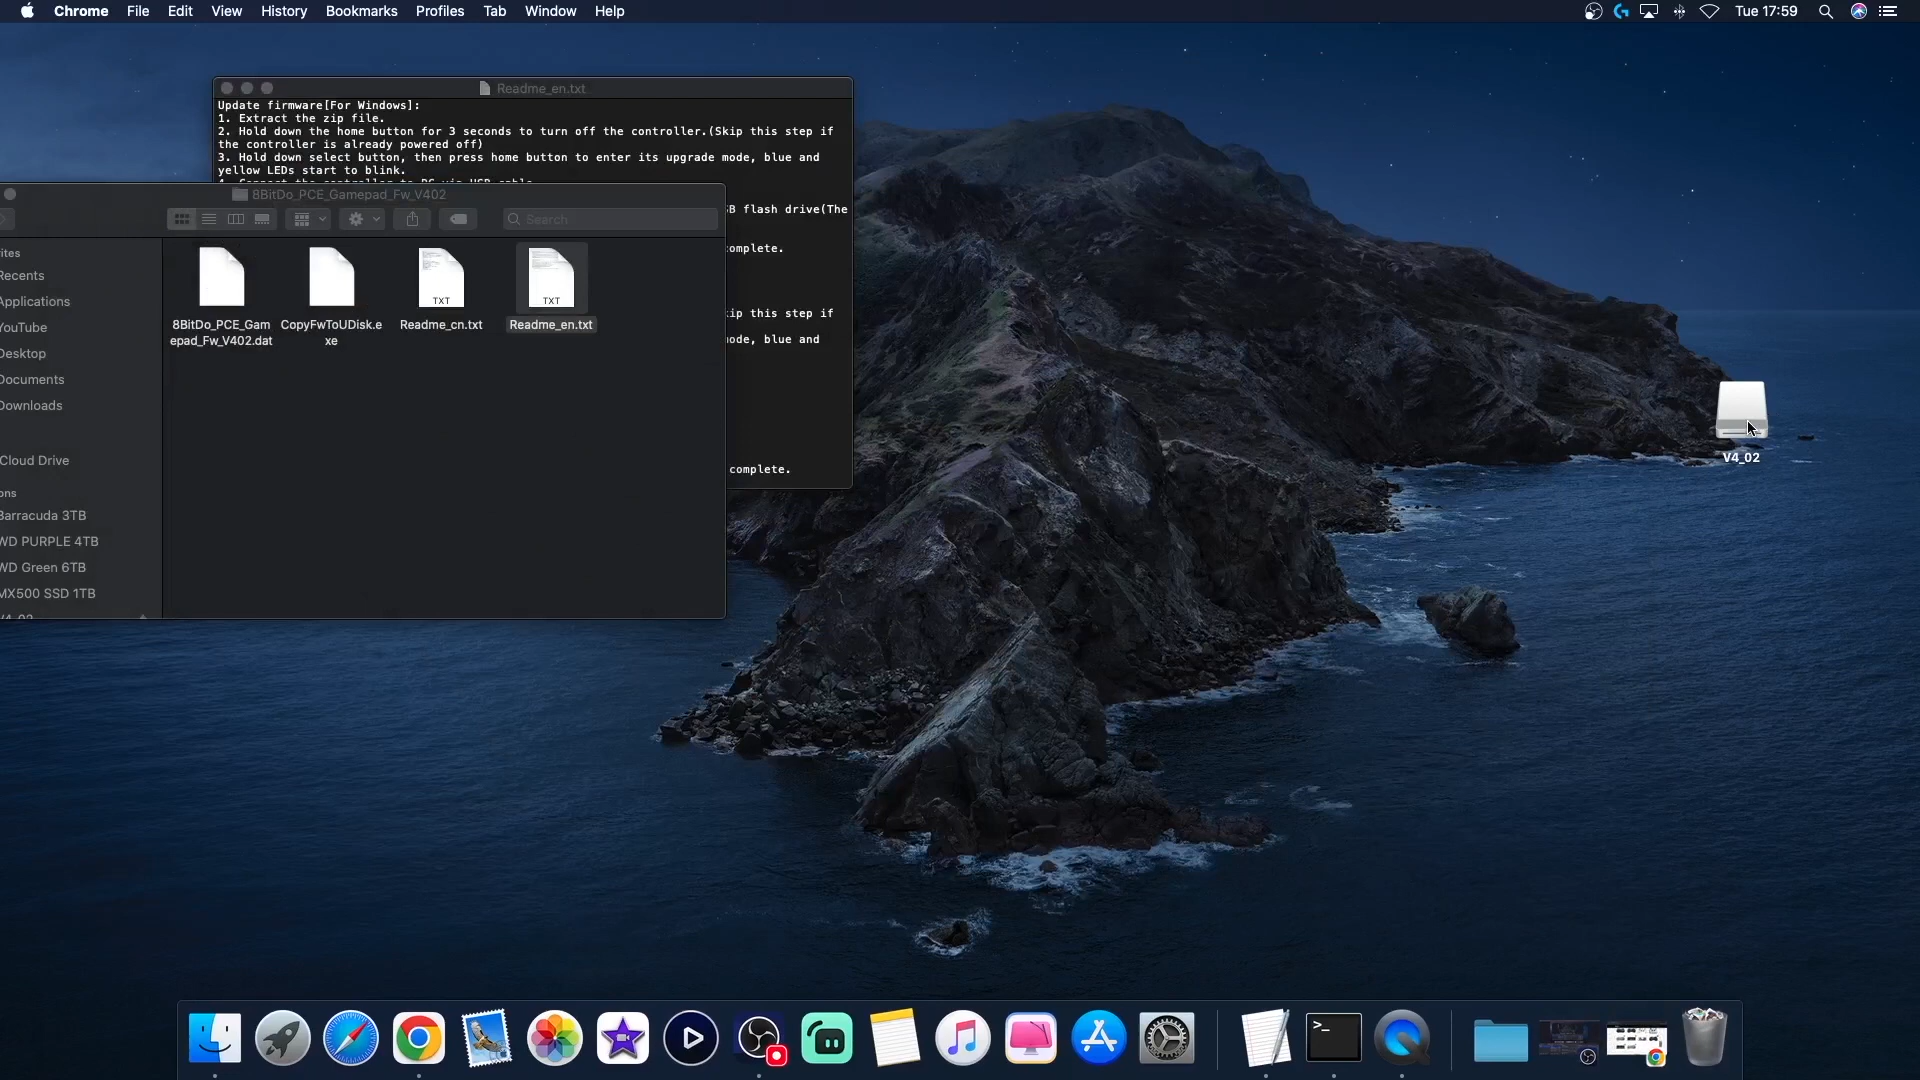 Chrome File Edit View History Bookmarks Profiles Tab Window Help
Tue 17:59
Readme_en.txt
Update firmware[For Windows]:
1. Extract the zip file.
2. Hold down the home button for 3 seconds to turn off the controller.(Skip this step if
the controller is already powered off)
3. Hold down select button, then press home button to enter its upgrade mode, blue and
yellow LEDs start to blink.
B flash drive(The
omplete.
kip this step if
mode, blue and
complete.
8BitDo_PCE_Gamepad_Fw_V402
Search
ites
Recents
Applications
YouTube
Desktop
Documents
Downloads
Cloud Drive
ons
Barracuda 3TB
WD PURPLE 4TB
WD Green 6TB
MX500 SSD 1TB
V4_02
TXT
TXT
8BitDo_PCE_Gam
epad_Fw_V402.dat
CopyFwToUDisk.e
xe
Readme_cn.txt
Readme_en.txt
V4_02